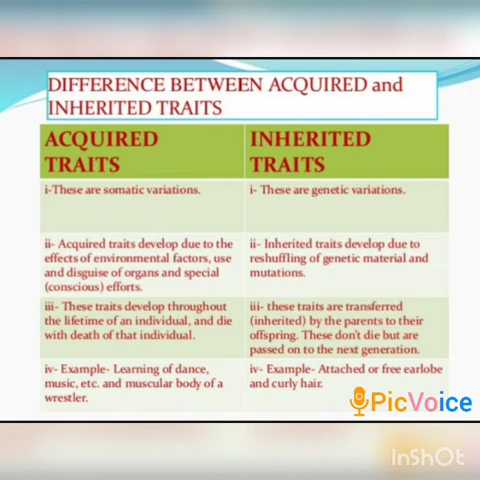 DIFFERENCE BETWEEN ACQUIRED and
INHERITED TRAITS
ACQUIRED
TRAITS
INHERITED
TRAITS
i-These are somatic variations.
i- These are genetic variations.
ii- Acquired traits develop due to the
effects of environmental factors, use
and disguise of organs and special
(conscious) efforts.
ii- Inherited traits develop due to
reshuffling of genetic material and
mutations.
iii- These traits develop throughout
the lifetime of an individual, and die
with death of that individual.
iii- these traits are transferred
(inherited) by the parents to their
offspring. These don't die but are
passed on to the next generation.
iv- Example- Learning of dance,
music, etc. and muscular body of a
wrestler.
iv- Example- Attached or free earlobe
and curly hair.
PicVoice
InShOt